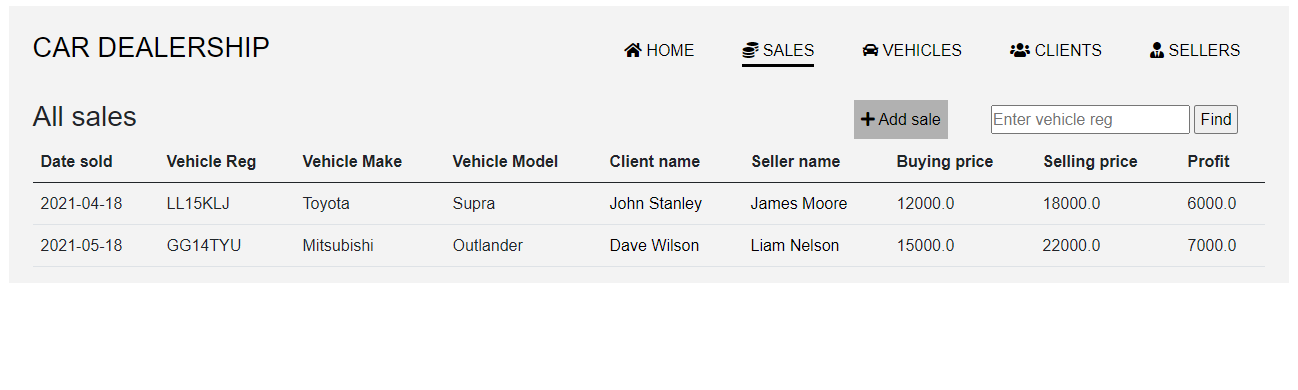 CAR DEALERSHIP HOME SALES VEHICLES CLIENTS SELLERS
All sales Add sale Enter vehicle reg Find
Date sold Vehicle Reg Vehicle Make Vehicle Model Client name Seller name Buying price Selling price Profit
2021-04-18 LL15KLJ Toyota Supra John Stanley James Moore 12000.0 18000.0 6000.0
2021-05-18 GG14TYU Mitsubishi Outlander Dave Wilson Liam Nelson 15000.0 22000.0 7000.0